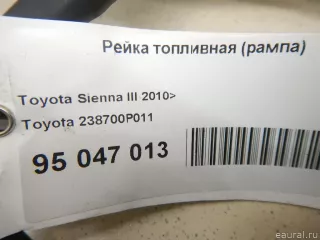 Рейка топливная (рампа)
Toyota Sienna III 2010>
Toyota 238700P011
95 047 013
eaural.ru